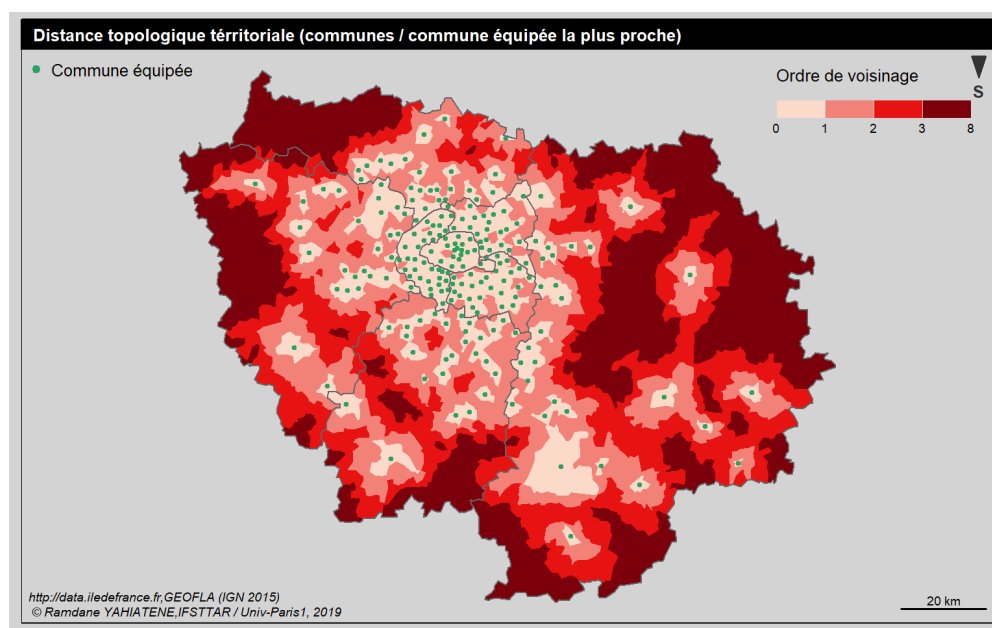 Distance topologique térritoriale (communes / commune équipée la plus proche)
Commune équipée
S
Ordre de voisinage
0 1 2 3 8
http://data.iledefrance.fr,GEOFLA (IGN 2015)
© Ramdane YAHIATENE,IFSTTAR / Univ-Paris1, 2019
20 km